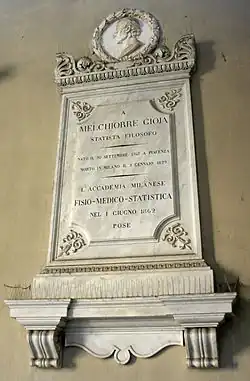 A
MELCHIORRE GIOIA
STATISTA FILOSOFO
NATO IL 20 SETTEMBRE 1767 A PIACENZA
MORTO IN MILANO IL 2 GENNAIO 1829
L'ACCADEMIA MILANESE
FISIO-MEDICO-STATISTICA
NEL 1 GIUGNO 1862
POSE